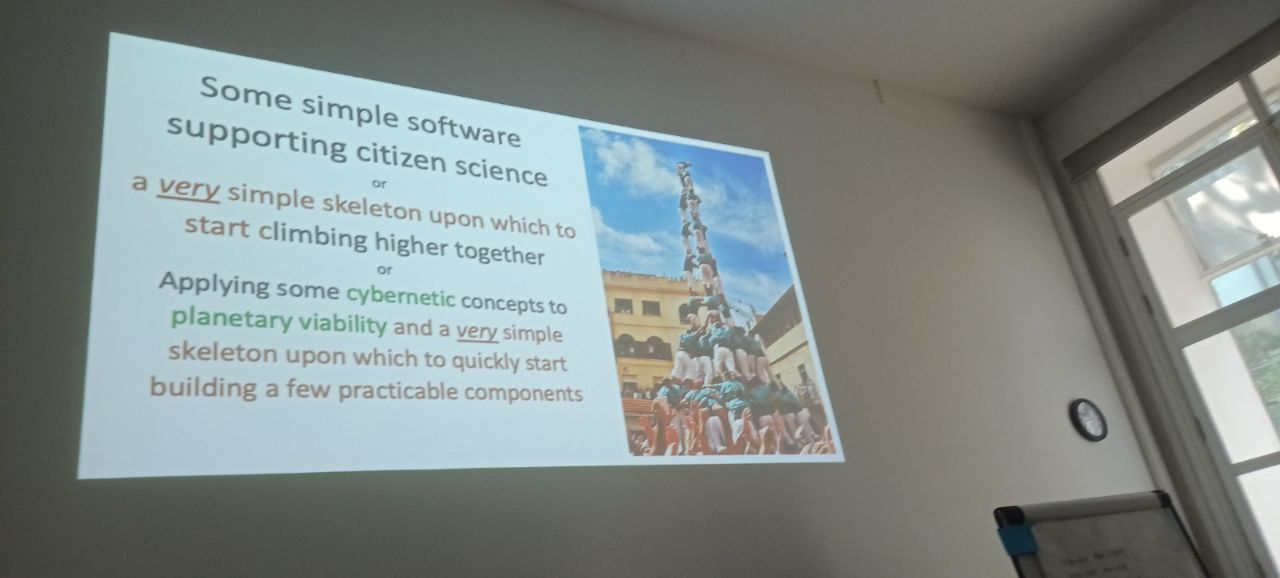 Some simple software
supporting citizen science
or
a very simple skeleton upon which to
start climbing higher together
or
Applying some cybernetic concepts to
planetary viability and a very simple
skeleton upon which to quickly start
building a few practicable components